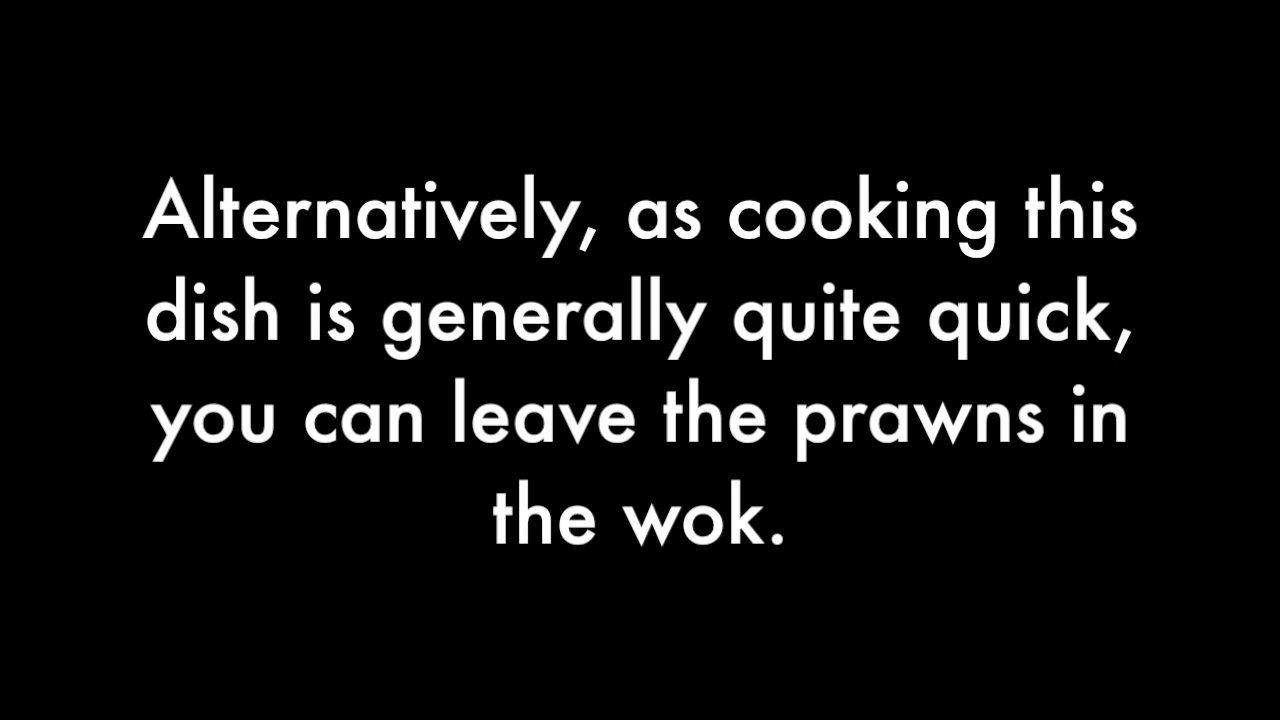 Alternatively, as cooking this
dish is generally quite quick,
you can leave the prawns in
the wok.